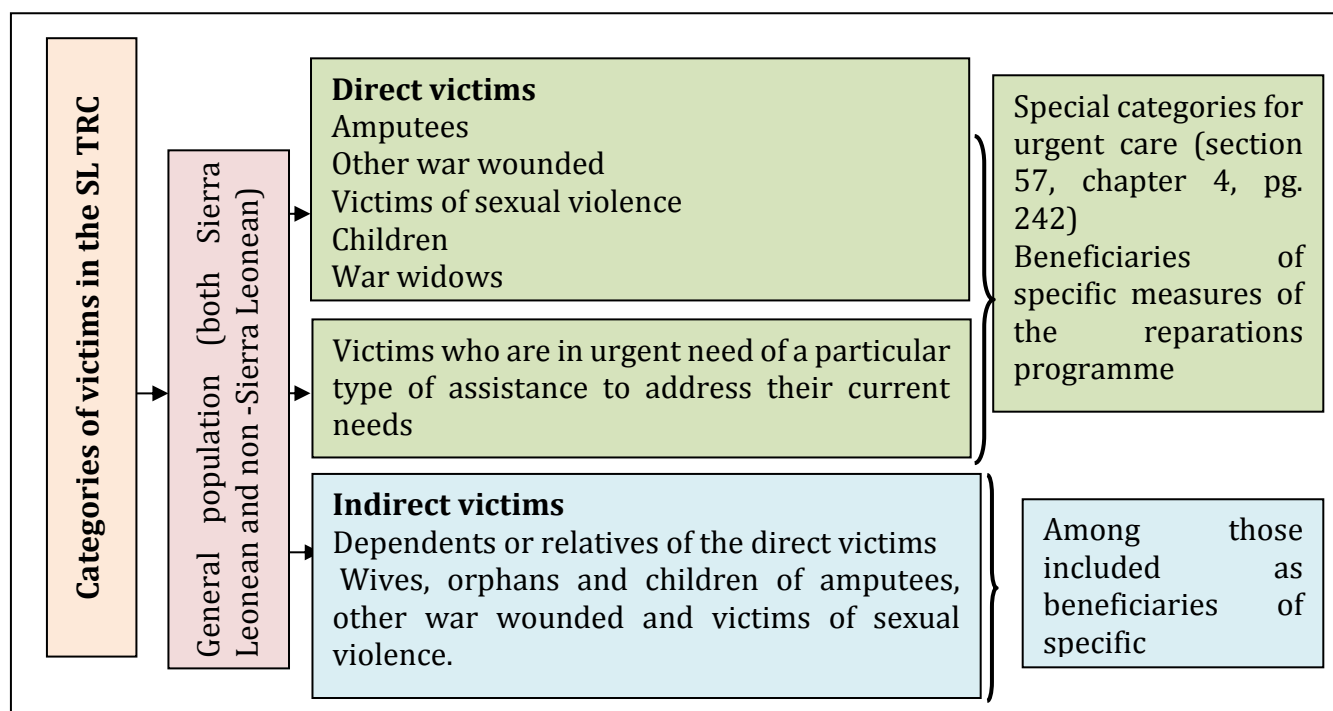 Categories of victims in the SL TRC
General population (both Sierra
Leonean and non -Sierra Leonean)
Direct victims
Amputees
Other war wounded
Victims of sexual violence
Children
War widows
Victims who are in urgent need of a particular
type of assistance to address their current
needs
Indirect victims
Dependents or relatives of the direct victims
Wives, orphans and children of amputees,
other war wounded and victims of sexual
violence.
Special categories for
urgent care (section
57, chapter 4, pg.
242)
Beneficiaries of
specific measures of
the reparations
programme
Among those
included as
beneficiaries of
specific